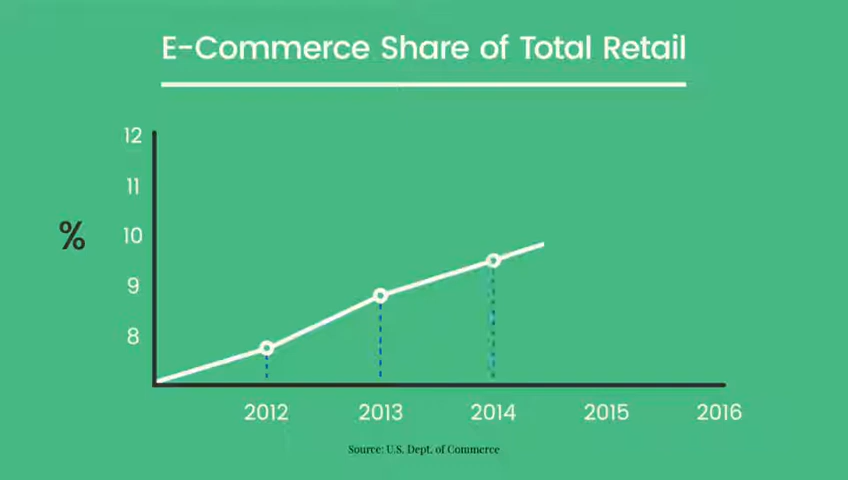 E-Commerce Share of Total Retail
12
11
%
10
9
8
2012 2013 2014 2015 2016
Source: U.S. Dept. of Commerce